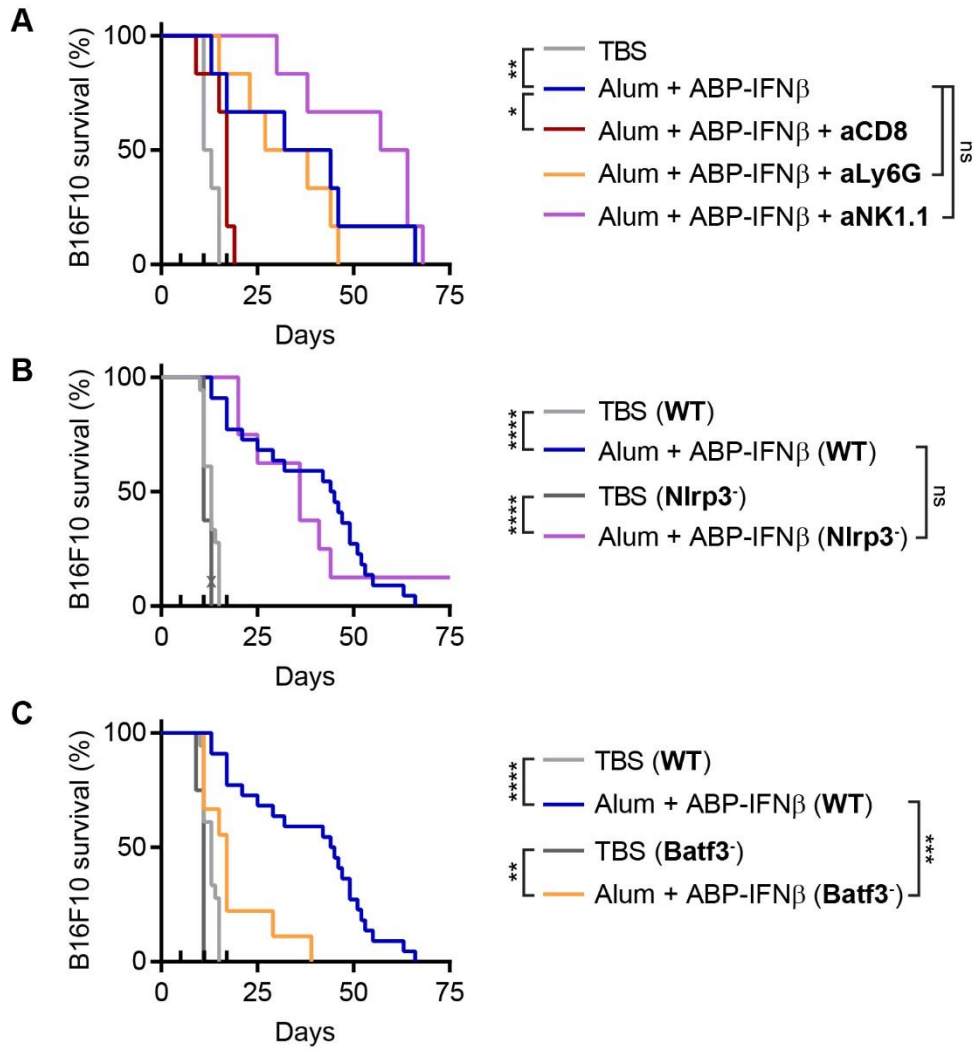 A
B16F10 survival (%)
100
50
0
0 25 50 75
Days
** 
*
TBS
Alum + ABP-IFNβ
Alum + ABP-IFNβ + aCD8
Alum + ABP-IFNβ + aLy6G
Alum + ABP-IFNβ + aNK1.1
ns
B
B16F10 survival (%)
100
50
0
0 25 50 75
Days
****
****
TBS (WT)
Alum + ABP-IFNβ (WT)
TBS (Nlrp3⁻)
Alum + ABP-IFNβ (Nlrp3⁻)
ns
C
B16F10 survival (%)
100
50
0
0 25 50 75
Days
****
**
TBS (WT)
Alum + ABP-IFNβ (WT)
TBS (Batf3⁻)
Alum + ABP-IFNβ (Batf3⁻)
***